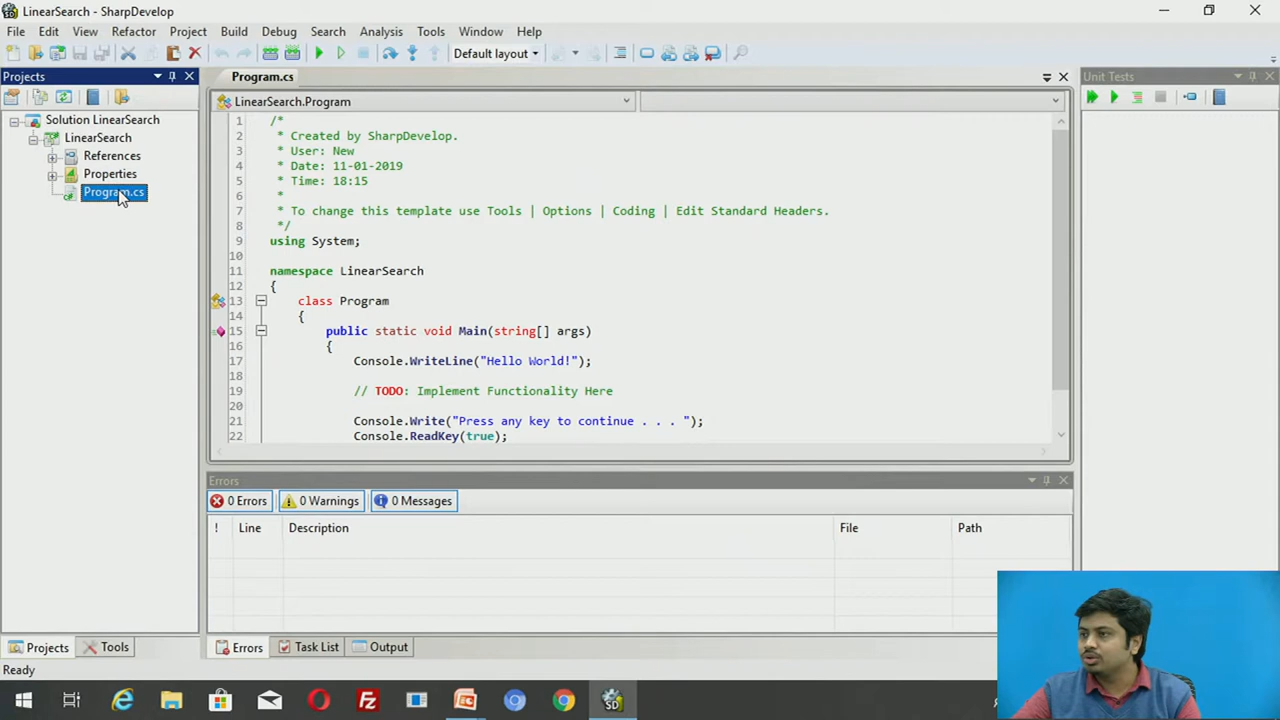 LinearSearch - SharpDevelop
File Edit View Refactor Project Build Debug Search Analysis Tools Window Help
Default layout
Projects
Program.cs
Unit Tests
LinearSearch.Program
Solution LinearSearch
LinearSearch
References
Properties
Program.cs
1 /*
2 * Created by SharpDevelop.
3 * User: New
4 * Date: 11-01-2019
5 * Time: 18:15
6 *
7 * To change this template use Tools | Options | Coding | Edit Standard Headers.
8 */
9 using System;
10
11 namespace LinearSearch
12 {
13 class Program
14 {
15 public static void Main(string[] args)
16 {
17 Console.WriteLine("Hello World!");
18
19 // TODO: Implement Functionality Here
20
21 Console.Write("Press any key to continue . . . ");
22 Console.ReadKey(true);
Errors
0 Errors 0 Warnings 0 Messages
! Line Description File Path
Projects Tools
Errors Task List Output
Ready